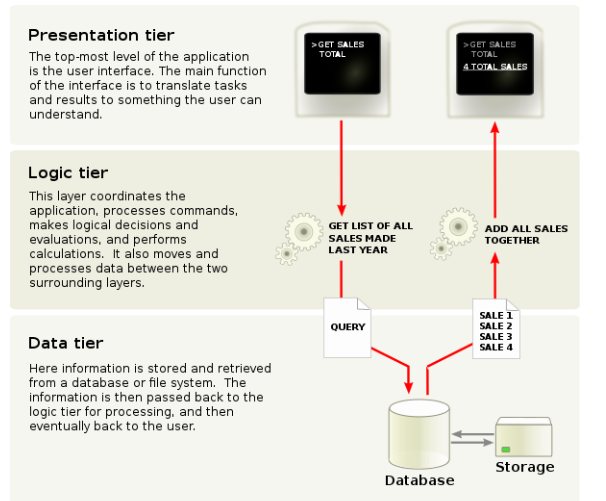 Presentation tier
The top-most level of the application
is the user interface. The main function
of the interface is to translate tasks
and results to something the user can
understand.
>GET SALES
TOTAL
>GET SALES
TOTAL
4 TOTAL SALES
Logic tier
This layer coordinates the
application, processes commands,
makes logical decisions and
evaluations, and performs
calculations.  It also moves and
processes data between the two
surrounding layers.
GET LIST OF ALL
SALES MADE
LAST YEAR
ADD ALL SALES
TOGETHER
QUERY
SALE 1
SALE 2
SALE 3
SALE 4
Data tier
Here information is stored and retrieved
from a database or file system.  The
information is then passed back to the
logic tier for processing, and then
eventually back to the user.
Database
Storage